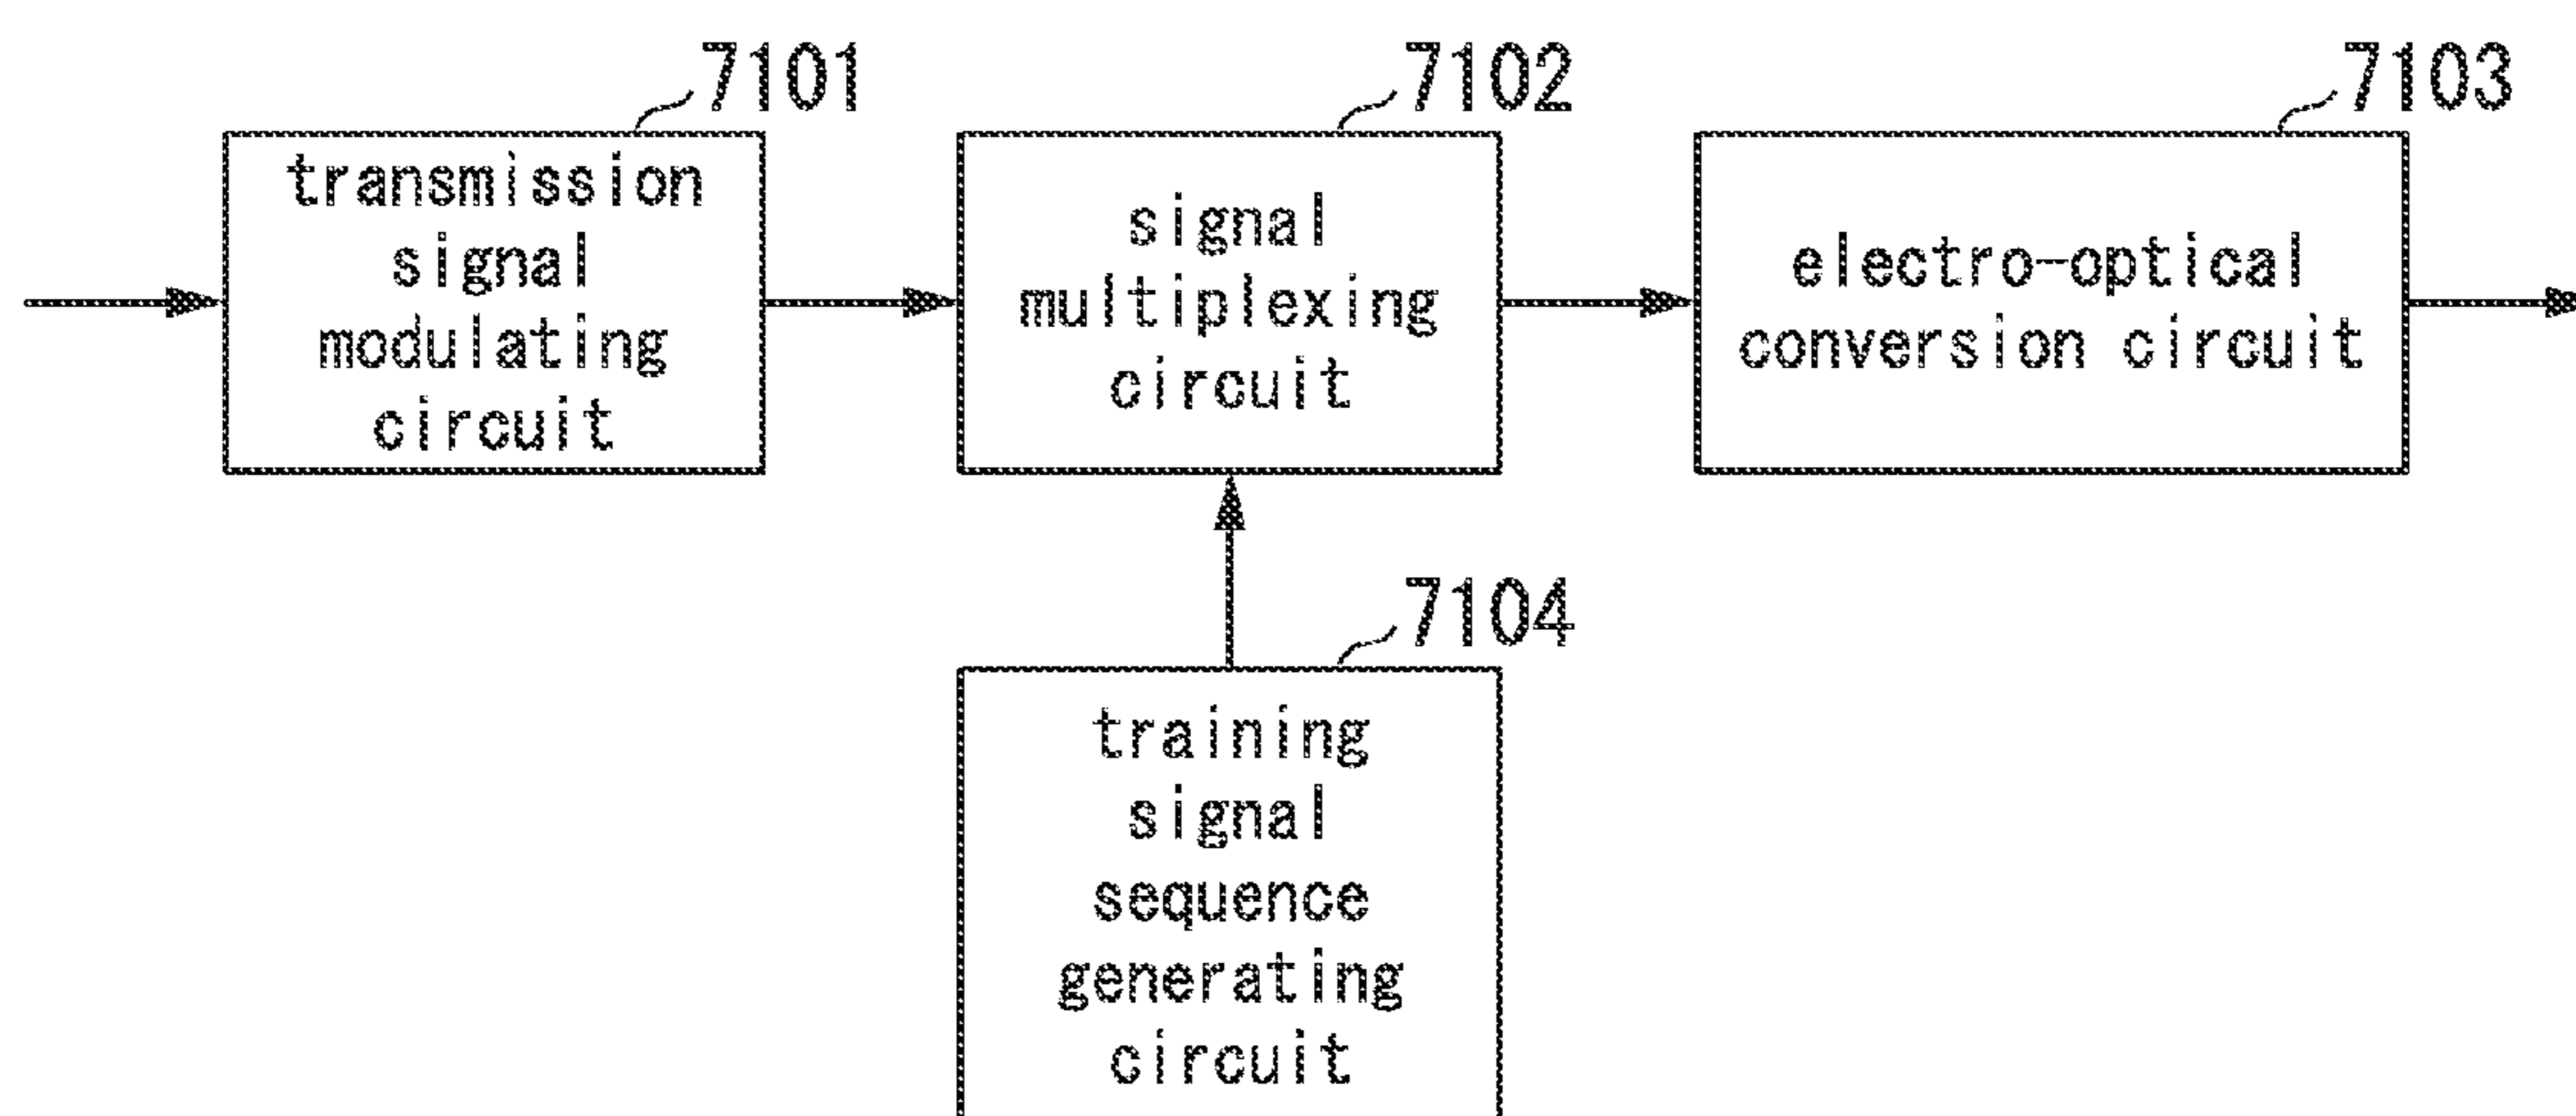 7101
transmission
signal
modulating
circuit
7102
signal
multiplexing
circuit
7103
electro-optical
conversion circuit
7104
training
signal
sequence
generating
circuit